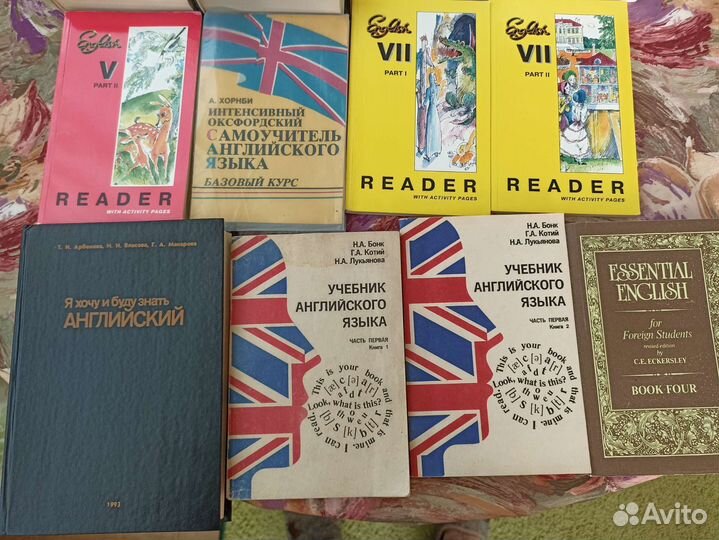 English
V
PART II
READER
WITH ACTIVITY PAGES
А. ХОРНБИ
ИНТЕНСИВНЫЙ
ОКСФОРДСКИЙ
САМОУЧИТЕЛЬ
АНГЛИЙСКОГО
ЯЗЫКА
БАЗОВЫЙ КУРС
English
VII
PART I
READER
WITH ACTIVITY PAGES
English
VII
PART II
READER
WITH ACTIVITY PAGES
Т. И. Арбекова, Н. Н. Власова, Г. А. Макарова
Я хочу и буду знать
АНГЛИЙСКИЙ
1993
Н.А. Бонк
Г.А. Котий
Н.А. Лукьянова
УЧЕБНИК
АНГЛИЙСКОГО
ЯЗЫКА
ЧАСТЬ ПЕРВАЯ
Книга 1
This is your book and that is mine. I can read.
Look, what is this?
Н.А. Бонк
Г.А. Котий
Н.А. Лукьянова
УЧЕБНИК
АНГЛИЙСКОГО
ЯЗЫКА
ЧАСТЬ ПЕРВАЯ
Книга 2
This is your book and that is mine. I can read.
Look, what is this?
ESSENTIAL
ENGLISH
for
Foreign Students
revised edition
by
C.E. ECKERSLEY
BOOK FOUR
Avito